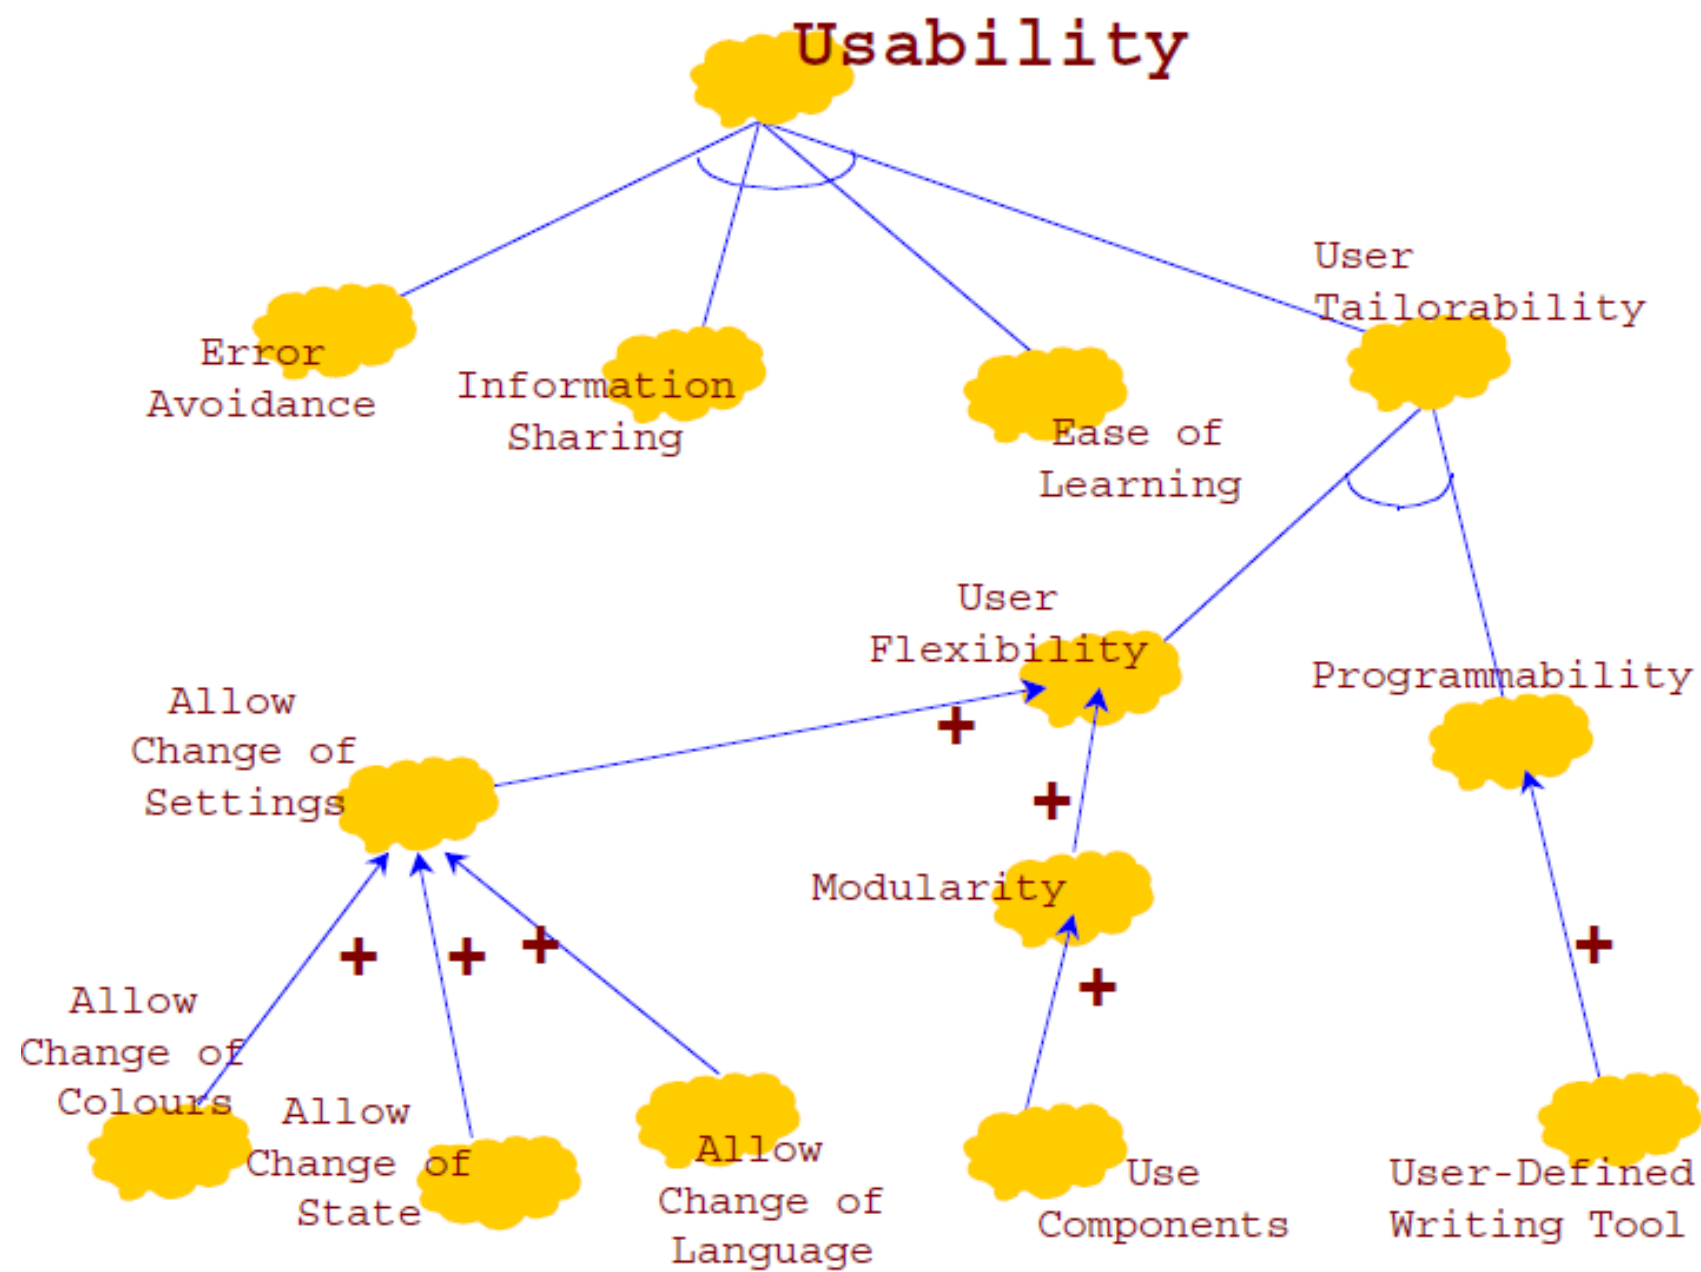 Usability
User
Tailorability
Error
Avoidance
Information
Sharing
Ease of
Learning
User
Flexibility
Programmability
Allow
Change of
Settings
+
+
Modularity
+
+
+
+
+
Allow
Change of
Colours
Allow
Change of
State
Allow
Change of
Language
Use
Components
User-Defined
Writing Tool